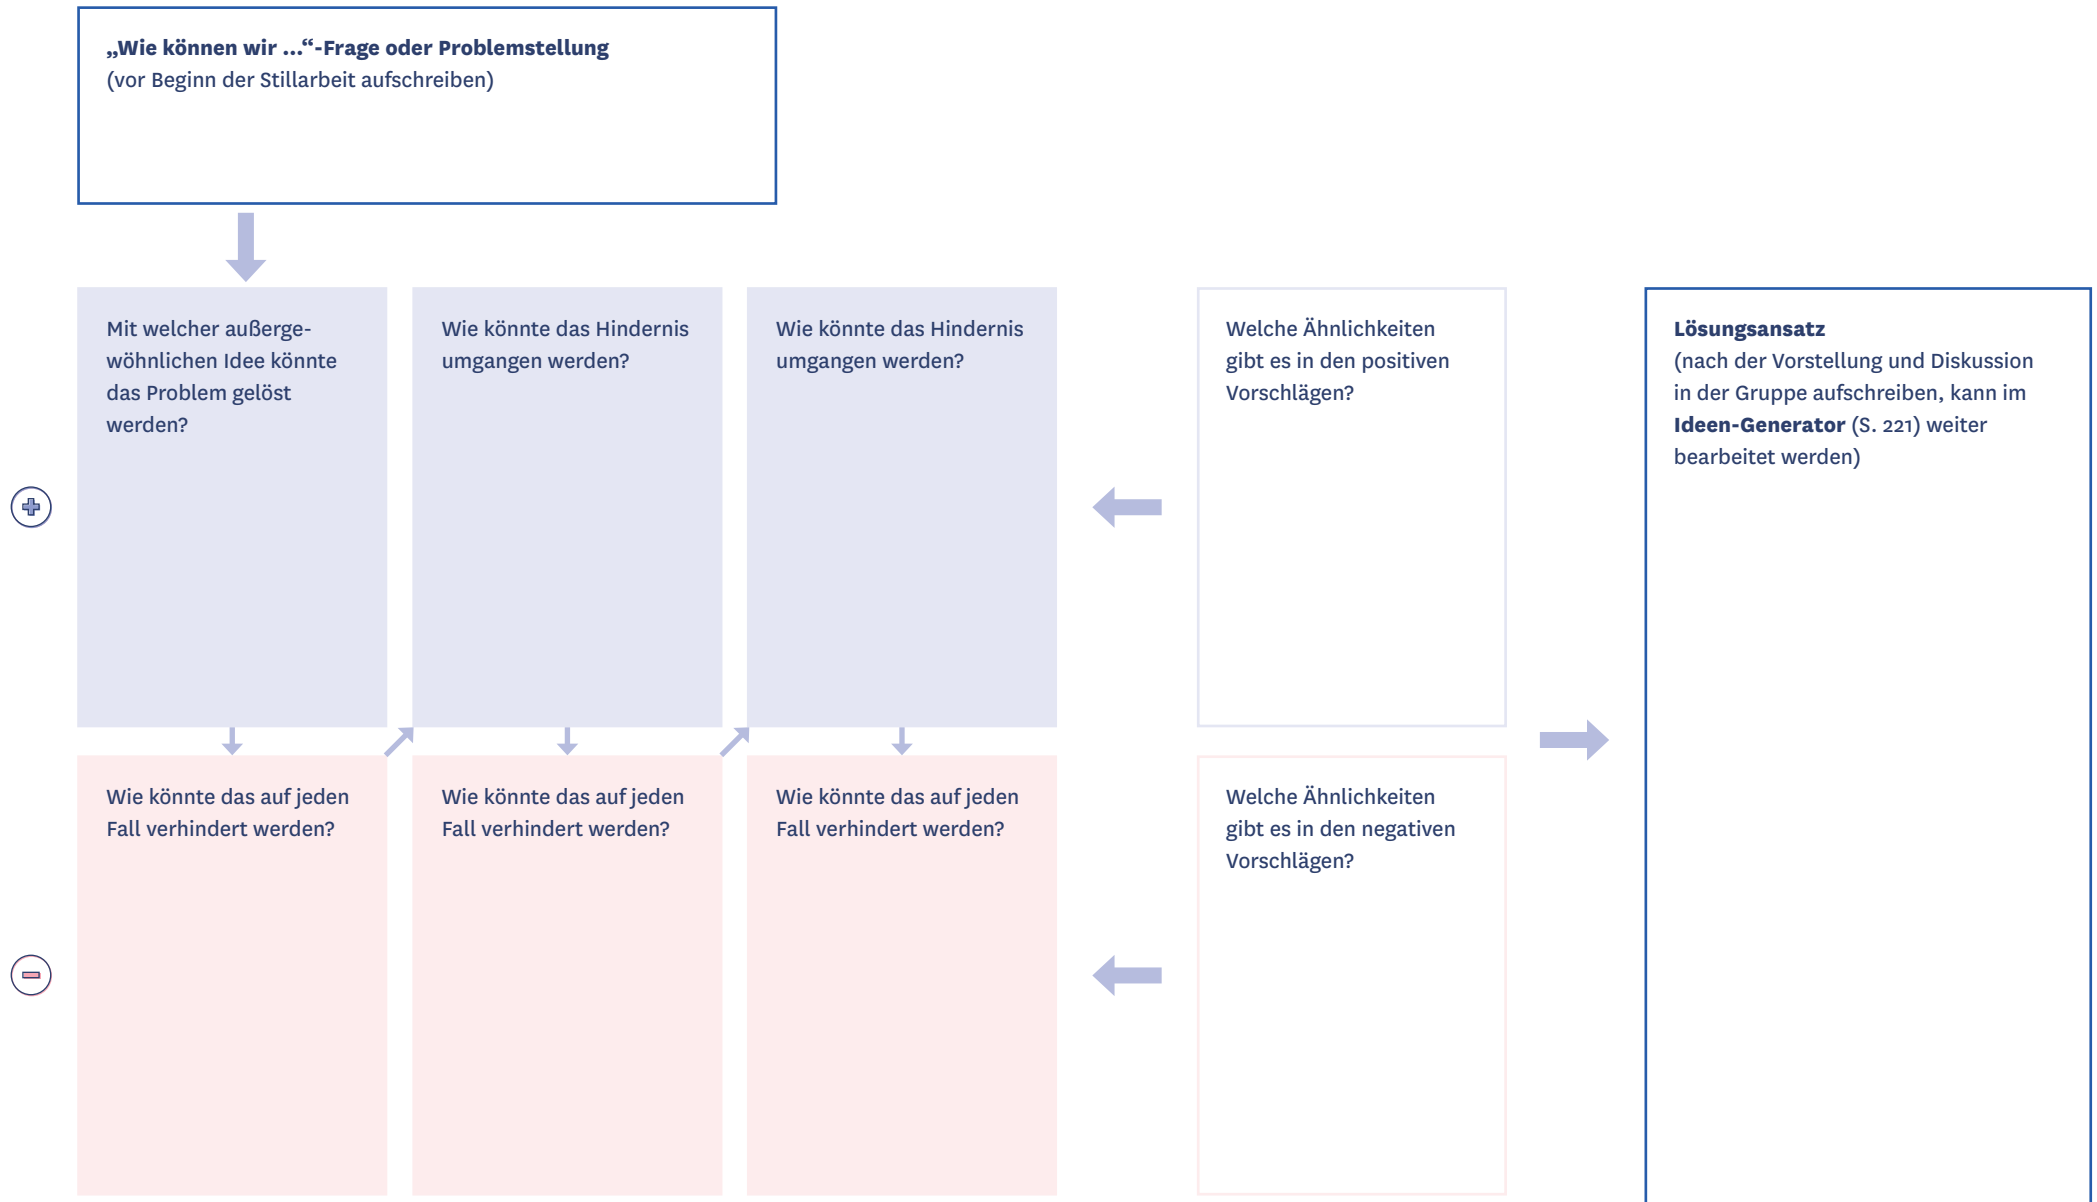 „Wie können wir …“-Frage oder Problemstellung
(vor Beginn der Stillarbeit aufschreiben)
Mit welcher außerge-
wöhnlichen Idee könnte
das Problem gelöst
werden?
Wie könnte das Hindernis
umgangen werden?
Wie könnte das Hindernis
umgangen werden?
Welche Ähnlichkeiten
gibt es in den positiven
Vorschlägen?
Lösungsansatz
(nach der Vorstellung und Diskussion
in der Gruppe aufschreiben, kann im
Ideen-Generator (S. 221) weiter
bearbeitet werden)
Wie könnte das auf jeden
Fall verhindert werden?
Wie könnte das auf jeden
Fall verhindert werden?
Wie könnte das auf jeden
Fall verhindert werden?
Welche Ähnlichkeiten
gibt es in den negativen
Vorschlägen?